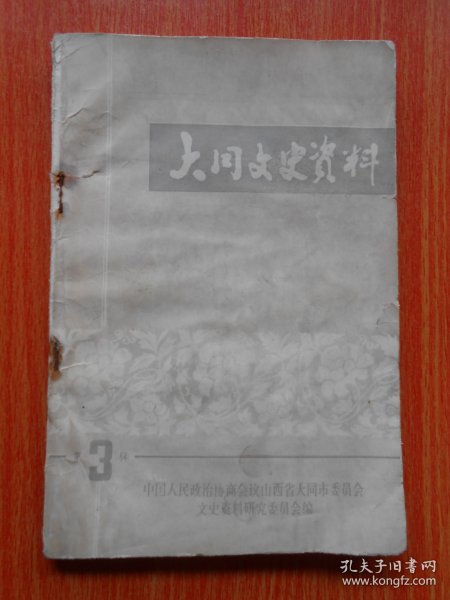 大同文史资料
第3辑
中国人民政治协商会议山西省大同市委员会
文史资料研究委员会编
孔夫子旧书网
www.kongfz.com